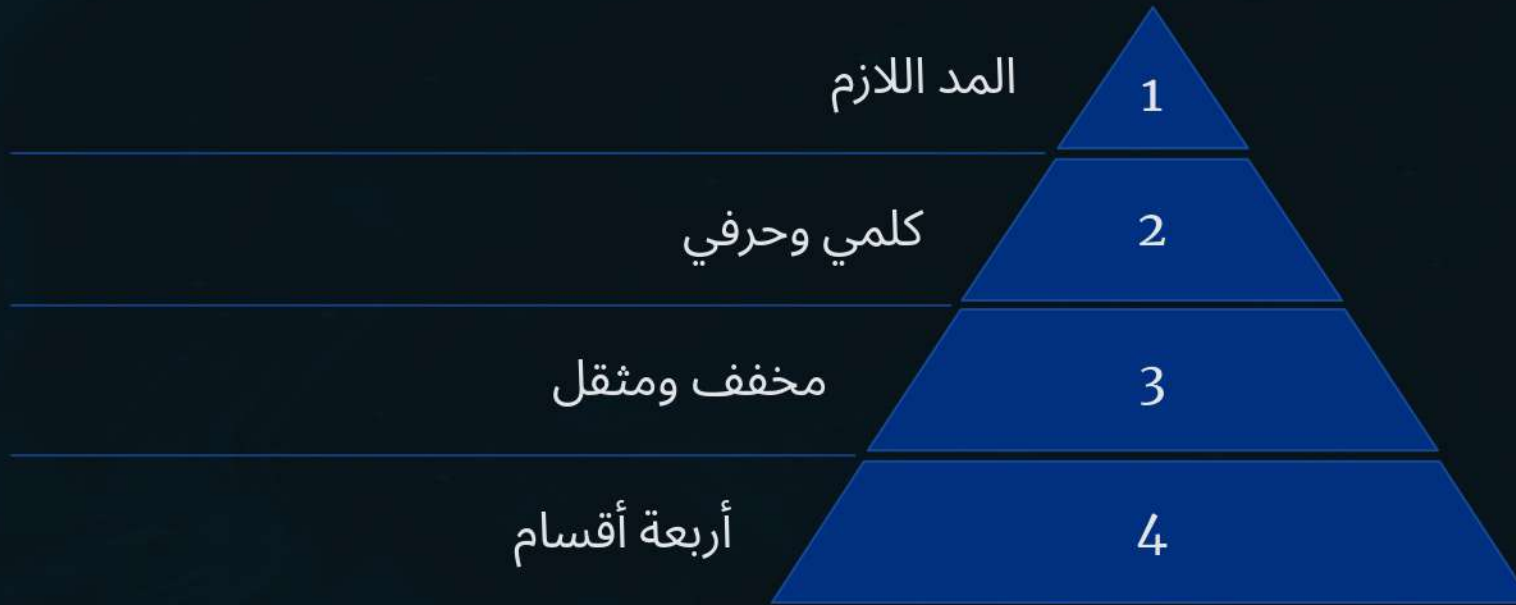 المد اللازم
1
كلمي وحرفي
2
مخفف ومثقل
3
أربعة أقسام
4